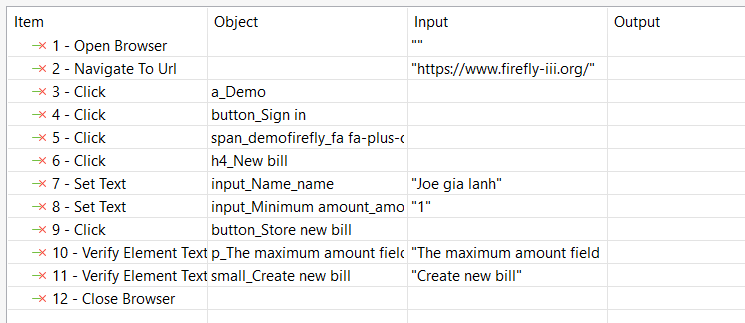 Item Object Input Output
1 - Open Browser ""
2 - Navigate To Url "https://www.firefly-iii.org/"
3 - Click a_Demo
4 - Click button_Sign in
5 - Click span_demofirefly_fa fa-plus-c
6 - Click h4_New bill
7 - Set Text input_Name_name "Joe gia lanh"
8 - Set Text input_Minimum amount_amo "1"
9 - Click button_Store new bill
10 - Verify Element Text p_The maximum amount field "The maximum amount field
11 - Verify Element Text small_Create new bill "Create new bill"
12 - Close Browser